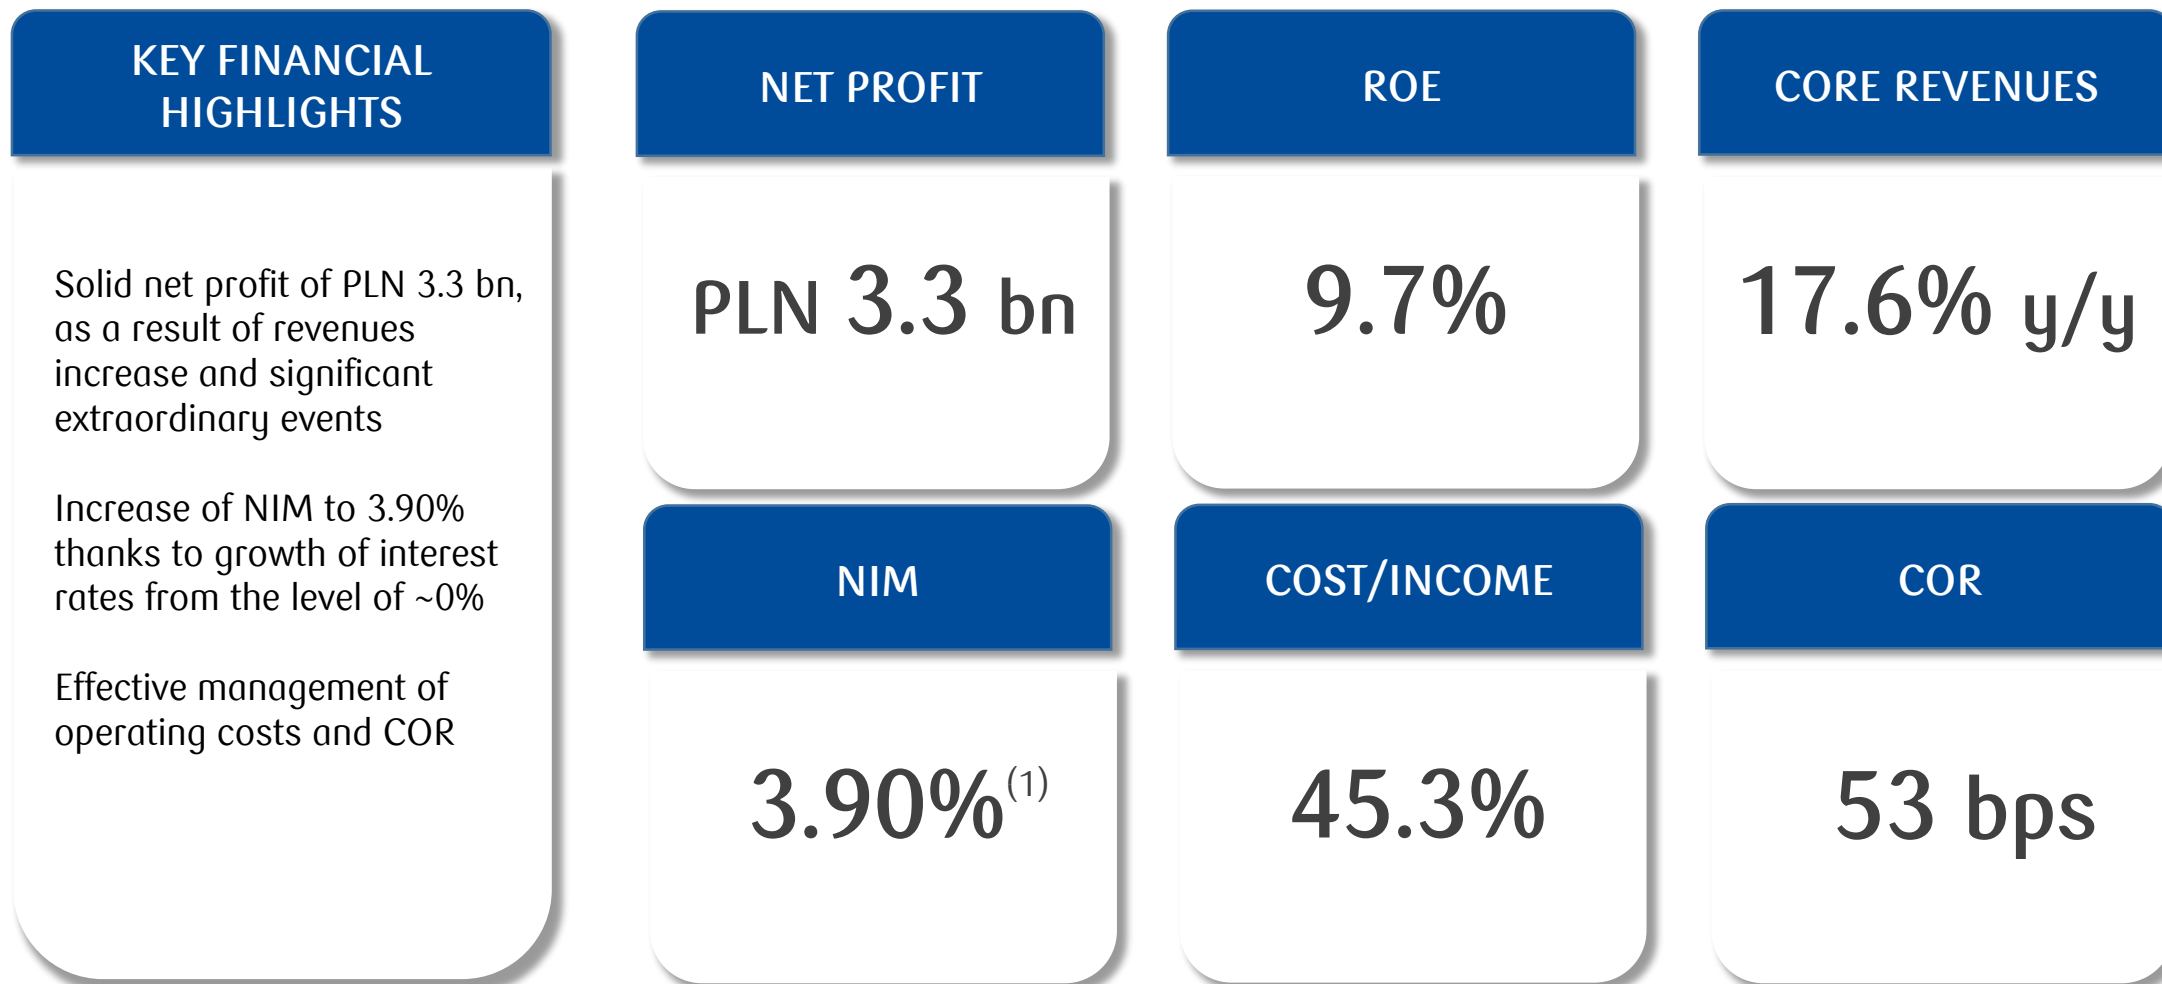 KEY FINANCIAL
HIGHLIGHTS
Solid net profit of PLN 3.3 bn,
as a result of revenues
increase and significant
extraordinary events
Increase of NIM to 3.90%
thanks to growth of interest
rates from the level of ~0%
Effective management of
operating costs and COR
NET PROFIT
PLN 3.3 bn
ROE
9.7%
CORE REVENUES
17.6% y/y
NIM
3.90%(1)
COST/INCOME
45.3%
COR
53 bps